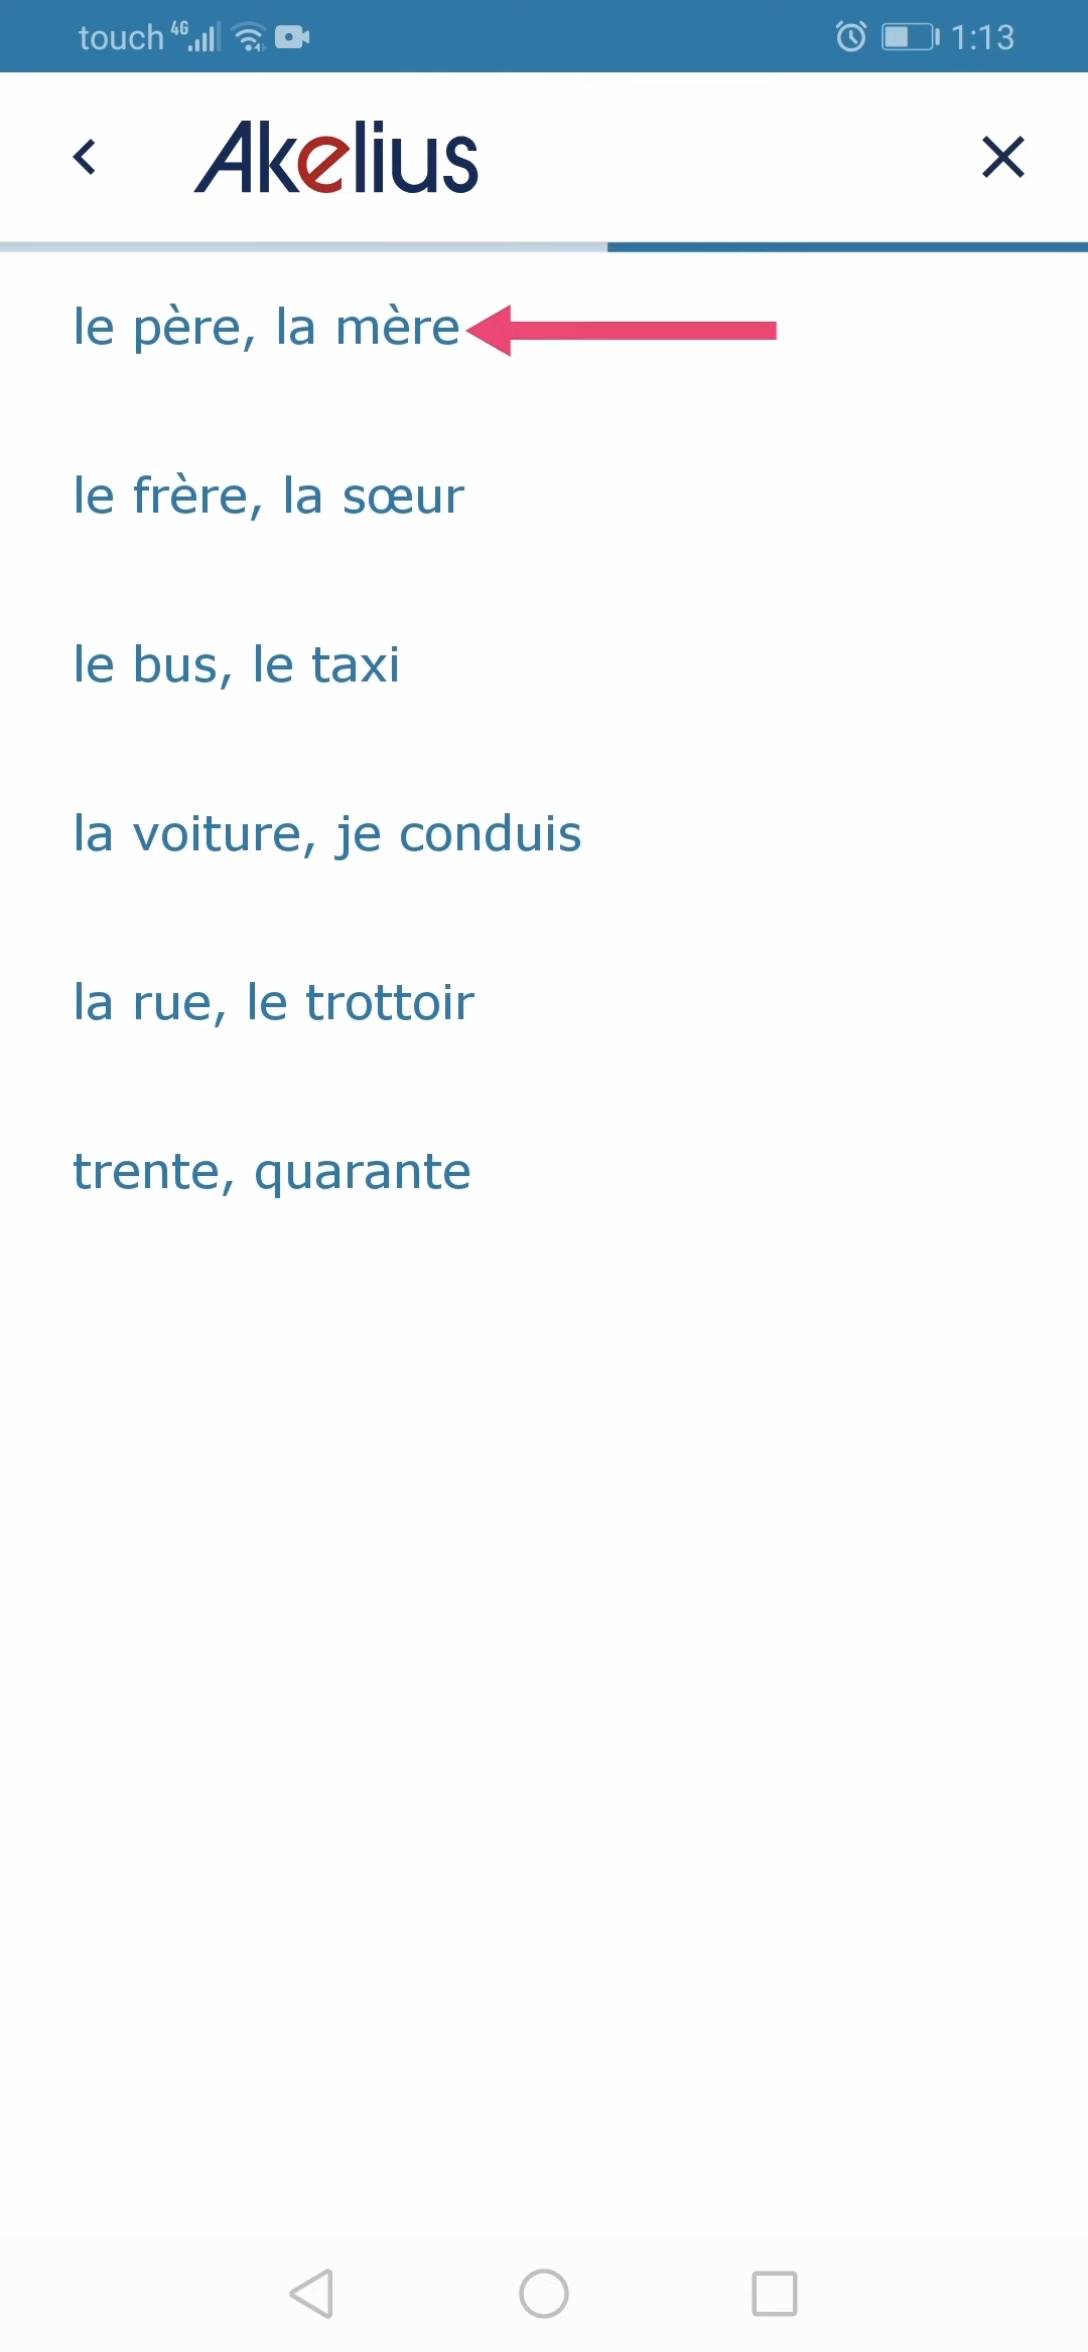 touch 4G 1:13
Akelius
le père, la mère
le frère, la sœur
le bus, le taxi
la voiture, je conduis
la rue, le trottoir
trente, quarante